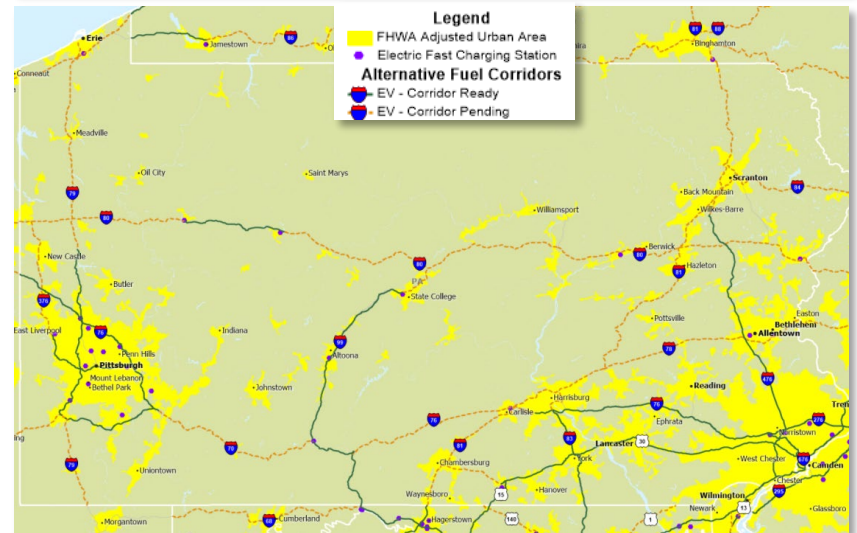 Legend
FHWA Adjusted Urban Area
Electric Fast Charging Station
Alternative Fuel Corridors
EV - Corridor Ready
EV - Corridor Pending
Erie
Jamestown
86
81
88
Binghamton
Conneaut
Meadville
Oil City
Saint Marys
Scranton
84
Back Mountain
79
80
Williamsport
Wilkes-Barre
New Castle
80
PA
Berwick
80
81
Hazleton
Butler
State College
376
Pottsville
Easton
Bethlehem
East Liverpool
76
Indiana
99
Allentown
Penn Hills
Altoona
78
Pittsburgh
Mount Lebanon
Bethel Park
Johnstown
Reading
476
Harrisburg
76
Carlisle
Ephrata
276
Tren
70
76
81
83
Lancaster
30
Norristown
ing
70
Chambersburg
York
West Chester
676
Camden
Uniontown
Waynesboro
15
Hanover
Chester
Wilmington
295
Morgantown
68
Cumberland
Hagerstown
140
1
Newark
13
Glassboro